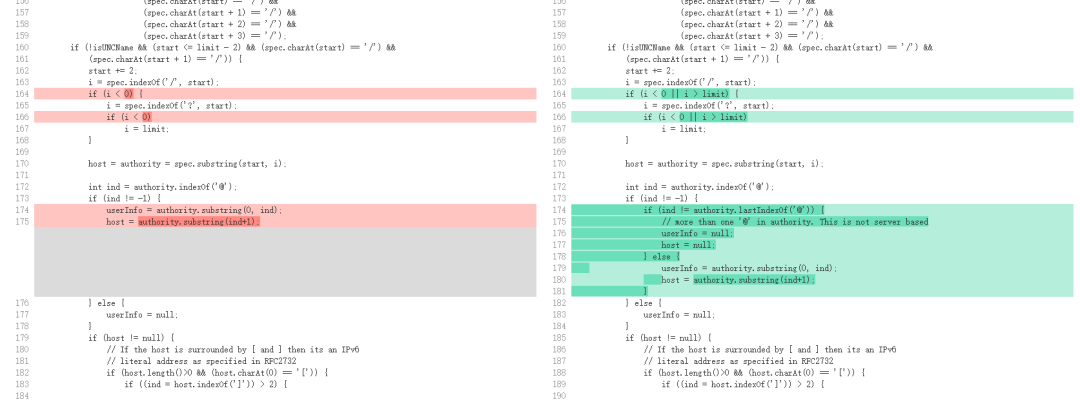 156 (spec.charAt(start) == '/') &&
157 (spec.charAt(start + 1) == '/') &&
158 (spec.charAt(start + 2) == '/') &&
159 (spec.charAt(start + 3) == '/');
160 if (!isUNCName && (start <= limit - 2) && (spec.charAt(start) == '/') &&
161 (spec.charAt(start + 1) == '/')) {
162 start += 2;
163 i = spec.indexOf('/', start);
164 if (i < 0) {
165 i = spec.indexOf('?', start);
166 if (i < 0)
167 i = limit;
168 }
169
170 host = authority = spec.substring(start, i);
171
172 int ind = authority.indexOf('@');
173 if (ind != -1) {
174 userInfo = authority.substring(0, ind);
175 host = authority.substring(ind+1);
176 } else {
177 userInfo = null;
178 }
179 if (host != null) {
180 // If the host is surrounded by [ and ] then its an IPv6
181 // literal address as specified in RFC2732
182 if (host.length()>0 && (host.charAt(0) == '[')) {
183 if ((ind = host.indexOf(']')) > 2) {
184
156 (spec.charAt(start) == '/') &&
157 (spec.charAt(start + 1) == '/') &&
158 (spec.charAt(start + 2) == '/') &&
159 (spec.charAt(start + 3) == '/');
160 if (!isUNCName && (start <= limit - 2) && (spec.charAt(start) == '/') &&
161 (spec.charAt(start + 1) == '/')) {
162 start += 2;
163 i = spec.indexOf('/', start);
164 if (i < 0 || i > limit) {
165 i = spec.indexOf('?', start);
166 if (i < 0 || i > limit)
167 i = limit;
168 }
169
170 host = authority = spec.substring(start, i);
171
172 int ind = authority.indexOf('@');
173 if (ind != -1) {
174 if (ind != authority.lastIndexOf('@')) {
175 // more than one '@' in authority. This is not server based
176 userInfo = null;
177 host = null;
178 } else {
179 userInfo = authority.substring(0, ind);
180 host = authority.substring(ind+1);
181 }
182 } else {
183 userInfo = null;
184 }
185 if (host != null) {
186 // If the host is surrounded by [ and ] then its an IPv6
187 // literal address as specified in RFC2732
188 if (host.length()>0 && (host.charAt(0) == '[')) {
189 if ((ind = host.indexOf(']')) > 2) {
190